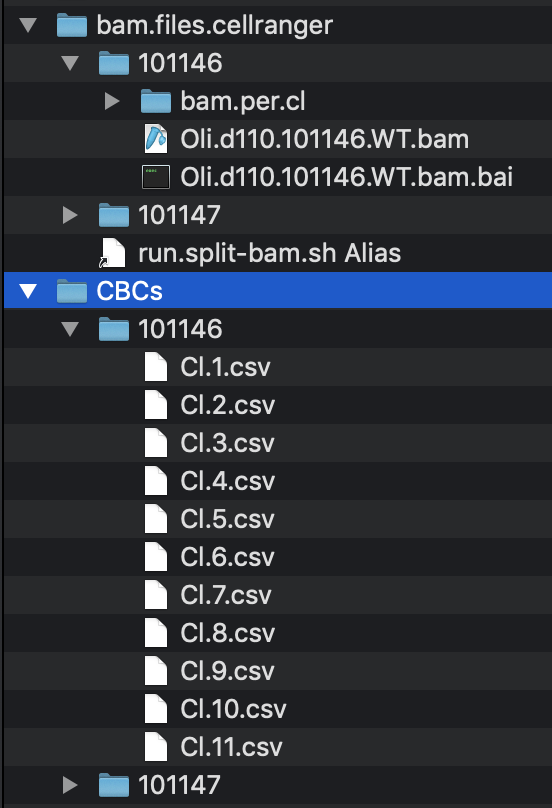 bam.files.cellranger
101146
bam.per.cl
Oli.d110.101146.WT.bam
Oli.d110.101146.WT.bam.bai
101147
run.split-bam.sh Alias
CBCs
101146
Cl.1.csv
Cl.2.csv
Cl.3.csv
Cl.4.csv
Cl.5.csv
Cl.6.csv
Cl.7.csv
Cl.8.csv
Cl.9.csv
Cl.10.csv
Cl.11.csv
101147